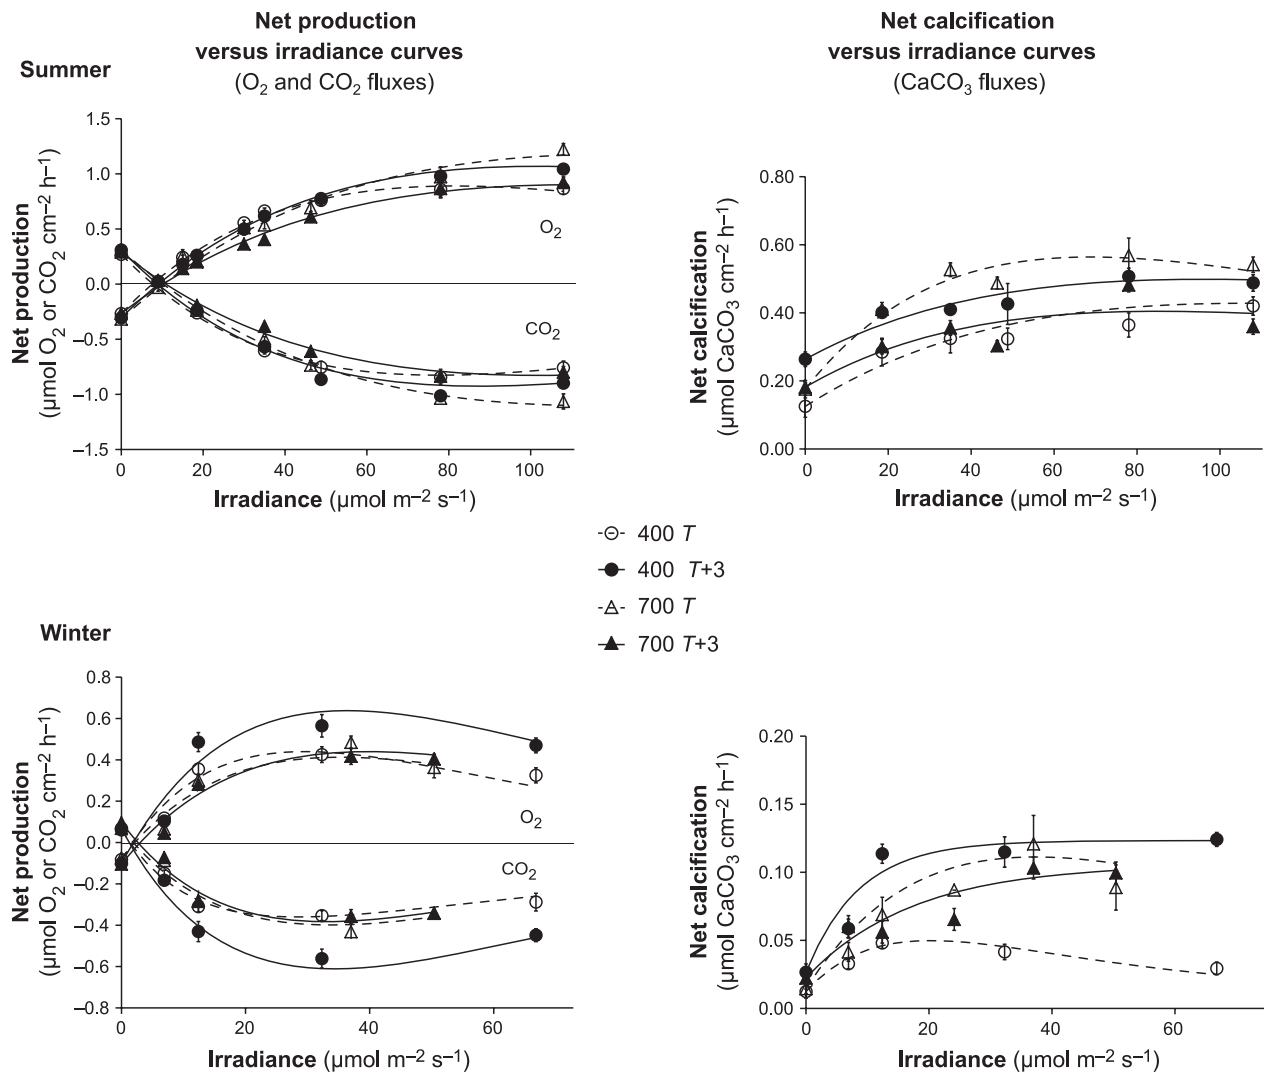 Net production
versus irradiance curves
(O₂ and CO₂ fluxes)
Net calcification
versus irradiance curves
(CaCO₃ fluxes)
Summer
Net production
(µmol O₂ or CO₂ cm⁻² h⁻¹)
1.5
1.0
0.5
0.0
–0.5
–1.0
–1.5
O₂
CO₂
0 20 40 60 80 100
Irradiance (µmol m⁻² s⁻¹)
Net calcification
(µmol CaCO₃ cm⁻² h⁻¹)
0.80
0.60
0.40
0.20
0.00
0 20 40 60 80 100
Irradiance (µmol m⁻² s⁻¹)
400 T
400 T+3
700 T
700 T+3
Winter
Net production
(µmol O₂ or CO₂ cm⁻² h⁻¹)
0.8
0.6
0.4
0.2
0.0
–0.2
–0.4
–0.6
–0.8
O₂
CO₂
0 20 40 60
Irradiance (µmol m⁻² s⁻¹)
Net calcification
(µmol CaCO₃ cm⁻² h⁻¹)
0.20
0.15
0.10
0.05
0.00
0 20 40 60
Irradiance (µmol m⁻² s⁻¹)